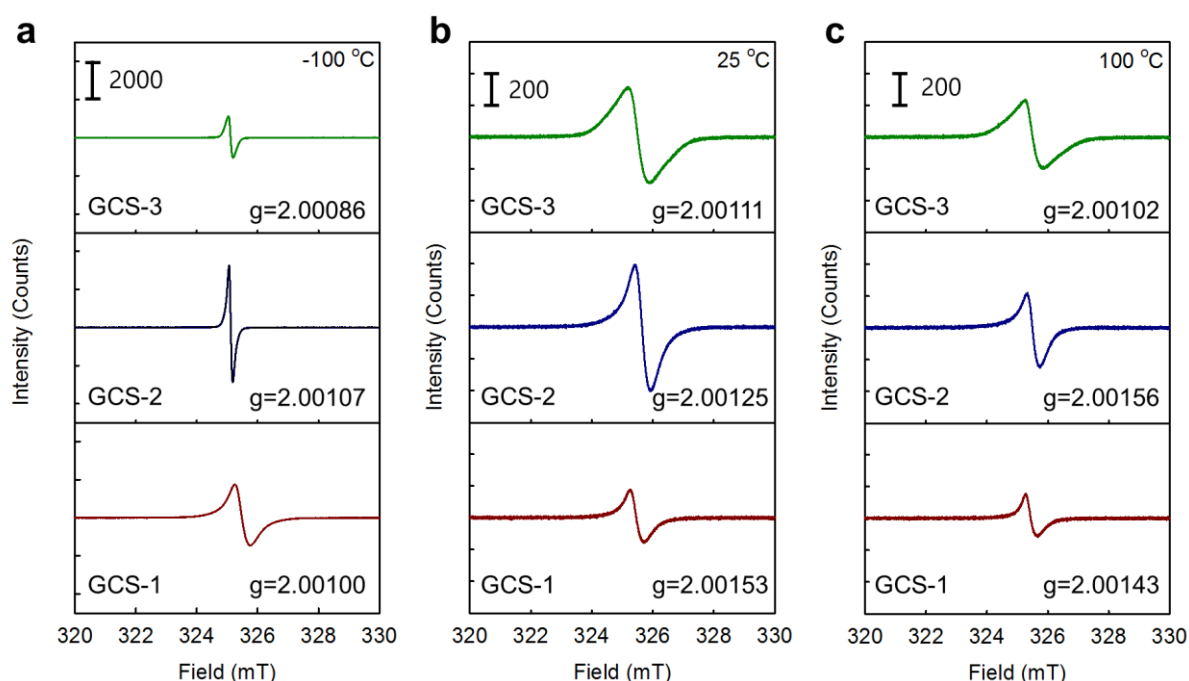 a
-100 °C
2000
GCS-3
g=2.00086
GCS-2
g=2.00107
GCS-1
g=2.00100
Intensity (Counts)
320 322 324 326 328 330
Field (mT)
b
25 °C
200
GCS-3
g=2.00111
GCS-2
g=2.00125
GCS-1
g=2.00153
Intensity (Counts)
320 322 324 326 328 330
Field (mT)
c
100 °C
200
GCS-3
g=2.00102
GCS-2
g=2.00156
GCS-1
g=2.00143
Intensity (Counts)
320 322 324 326 328 330
Field (mT)